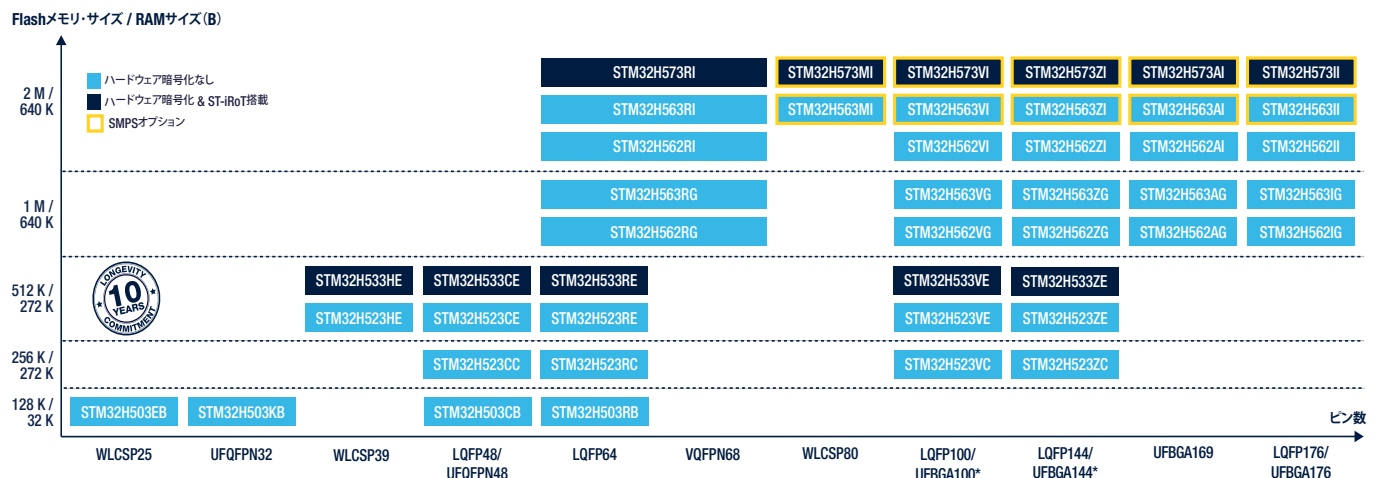 Flashメモリ・サイズ / RAMサイズ（B）
ハードウェア暗号化なし
ハードウェア暗号化 & ST-iRoT搭載
SMPSオプション
2 M /
640 K
STM32H573RI STM32H573MI STM32H573VI STM32H573ZI STM32H573AI STM32H573II
STM32H563RI STM32H563MI STM32H563VI STM32H563ZI STM32H563AI STM32H563II
STM32H562RI STM32H562VI STM32H562ZI STM32H562AI STM32H562II
1 M /
640 K
STM32H563RG STM32H563VG STM32H563ZG STM32H563AG STM32H563IG
STM32H562RG STM32H562VG STM32H562ZG STM32H562AG STM32H562IG
512 K /
272 K
LONGEVITY
10
YEARS
COMMITMENT
STM32H533HE STM32H533CE STM32H533RE STM32H533VE STM32H533ZE
STM32H523HE STM32H523CE STM32H523RE STM32H523VE STM32H523ZE
256 K /
272 K
STM32H523CC STM32H523RC STM32H523VC STM32H523ZC
128 K /
32 K
STM32H503EB STM32H503KB STM32H503CB STM32H503RB
ピン数
WLCSP25 UFQFPN32 WLCSP39 LQFP48/ LQFP64 VQFPN68 WLCSP80 LQFP100/ LQFP144/ UFBGA169 LQFP176/
UFQFPN48 UFBGA100* UFBGA144* UFBGA176